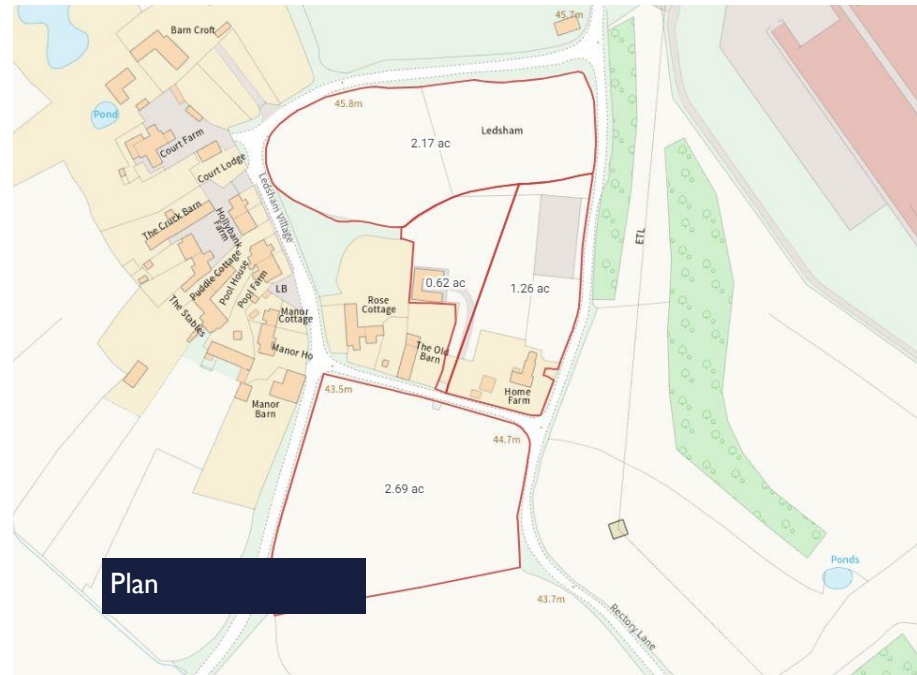 45.7m
Barn Croft
45.8m
Pond
Ledsham
2.17 ac
Court Farm
Court Lodge
Ledsham Village
The Cruck Barn
Hollybank
Farm
ETL
Puddle Cottage
Pool House
Pool Farm
0.62 ac
1.26 ac
LB
Rose
Cottage
Manor
Cottage
The Stables
Manor Ho
The Old
Barn
Home
Farm
43.5m
Manor
Barn
44.7m
2.69 ac
Plan
Ponds
43.7m
Rectory Lane